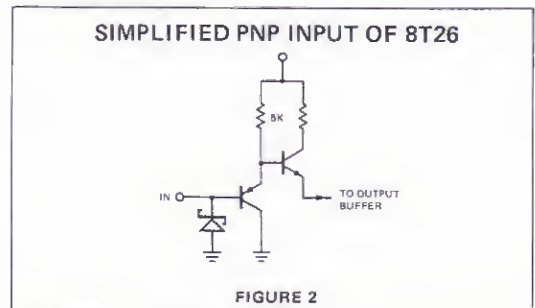 SIMPLIFIED PNP INPUT OF 8T26
5K
IN
TO OUTPUT
BUFFER
FIGURE 2